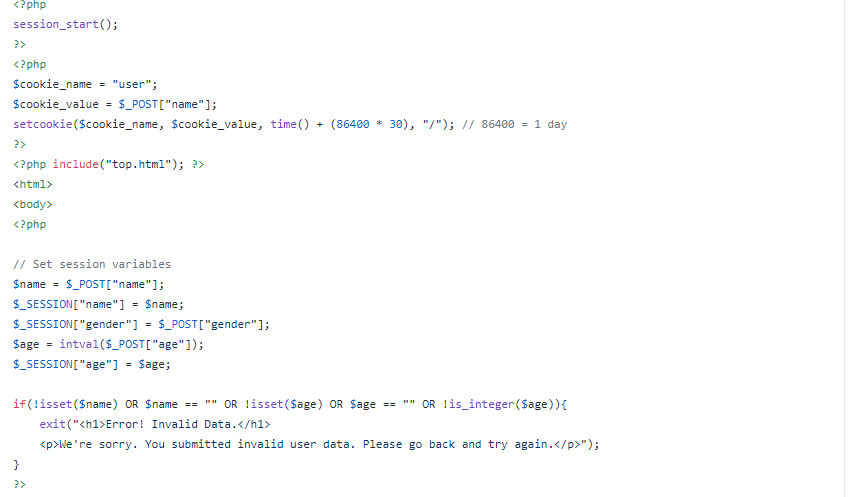 <?php
session_start();
?>
<?php
$cookie_name = "user";
$cookie_value = $_POST["name"];
setcookie($cookie_name, $cookie_value, time() + (86400 * 30), "/"); // 86400 = 1 day
?>
<?php include("top.html"); ?>
<html>
<body>
<?php

// Set session variables
$name = $_POST["name"];
$_SESSION["name"] = $name;
$_SESSION["gender"] = $_POST["gender"];
$age = intval($_POST["age"]);
$_SESSION["age"] = $age;

if(!isset($name) OR $name == "" OR !isset($age) OR $age == "" OR !is_integer($age)){
    exit("<h1>Error! Invalid Data.</h1>
    <p>We're sorry. You submitted invalid user data. Please go back and try again.</p>");
}
?>